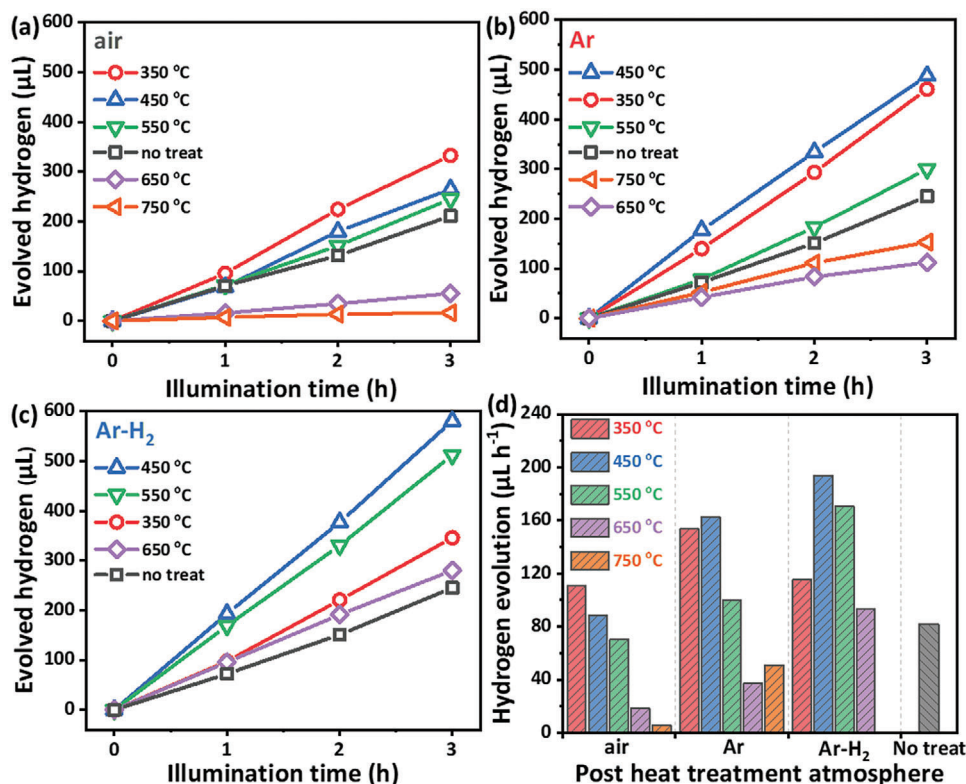 (a)
air
350 °C
450 °C
550 °C
no treat
650 °C
750 °C
Evolved hydrogen (µL)
600
500
400
300
200
100
0
0 1 2 3
Illumination time (h)
(b)
Ar
450 °C
350 °C
550 °C
no treat
750 °C
650 °C
Evolved hydrogen (µL)
600
500
400
300
200
100
0
0 1 2 3
Illumination time (h)
(c)
Ar-H₂
450 °C
550 °C
350 °C
650 °C
no treat
Evolved hydrogen (µL)
600
500
400
300
200
100
0
0 1 2 3
Illumination time (h)
(d)
350 °C
450 °C
550 °C
650 °C
750 °C
Hydrogen evolution (µL h⁻¹)
240
200
160
120
80
40
0
air Ar Ar-H₂ No treat
Post heat treatment atmosphere